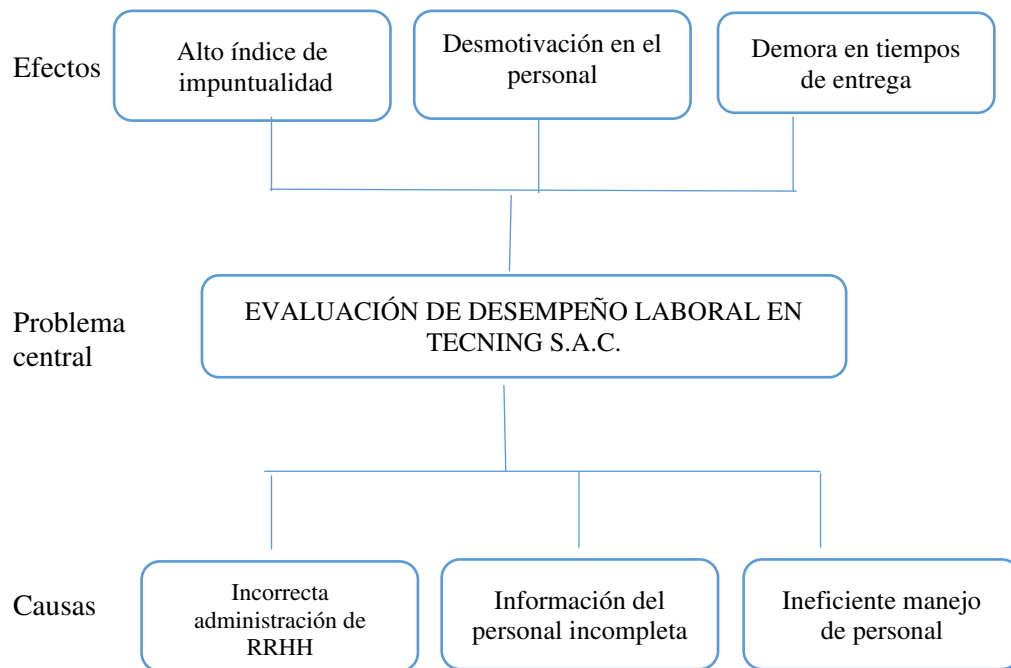 Efectos
Alto índice de
impuntualidad
Desmotivación en el
personal
Demora en tiempos
de entrega
Problema
central
EVALUACIÓN DE DESEMPEÑO LABORAL EN
TECNING S.A.C.
Causas
Incorrecta
administración de
RRHH
Información del
personal incompleta
Ineficiente manejo
de personal